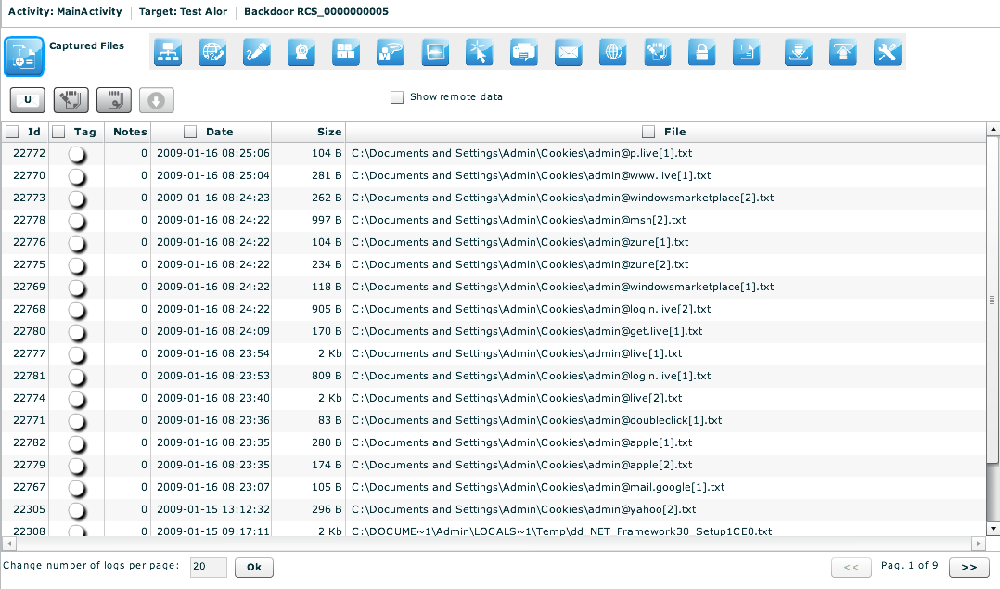 Activity: MainActivity Target: Test Alor Backdoor RCS_0000000005
Captured Files
U
Show remote data
Id Tag Notes Date Size File
22772 0 2009-01-16 08:25:06 104 B C:\Documents and Settings\Admin\Cookies\admin@p.live[1].txt
22770 0 2009-01-16 08:25:04 281 B C:\Documents and Settings\Admin\Cookies\admin@www.live[1].txt
22773 0 2009-01-16 08:24:23 262 B C:\Documents and Settings\Admin\Cookies\admin@windowsmarketplace[2].txt
22778 0 2009-01-16 08:24:22 997 B C:\Documents and Settings\Admin\Cookies\admin@msn[2].txt
22776 0 2009-01-16 08:24:22 104 B C:\Documents and Settings\Admin\Cookies\admin@zune[1].txt
22775 0 2009-01-16 08:24:22 234 B C:\Documents and Settings\Admin\Cookies\admin@zune[2].txt
22769 0 2009-01-16 08:24:22 118 B C:\Documents and Settings\Admin\Cookies\admin@windowsmarketplace[1].txt
22768 0 2009-01-16 08:24:22 905 B C:\Documents and Settings\Admin\Cookies\admin@login.live[2].txt
22780 0 2009-01-16 08:24:09 170 B C:\Documents and Settings\Admin\Cookies\admin@get.live[1].txt
22777 0 2009-01-16 08:23:54 2 Kb C:\Documents and Settings\Admin\Cookies\admin@live[1].txt
22781 0 2009-01-16 08:23:53 809 B C:\Documents and Settings\Admin\Cookies\admin@login.live[1].txt
22774 0 2009-01-16 08:23:40 2 Kb C:\Documents and Settings\Admin\Cookies\admin@live[2].txt
22771 0 2009-01-16 08:23:36 83 B C:\Documents and Settings\Admin\Cookies\admin@doubleclick[1].txt
22782 0 2009-01-16 08:23:35 280 B C:\Documents and Settings\Admin\Cookies\admin@apple[1].txt
22779 0 2009-01-16 08:23:35 174 B C:\Documents and Settings\Admin\Cookies\admin@apple[2].txt
22767 0 2009-01-16 08:23:07 105 B C:\Documents and Settings\Admin\Cookies\admin@mail.google[1].txt
22305 0 2009-01-15 13:12:32 296 B C:\Documents and Settings\Admin\Cookies\admin@yahoo[2].txt
22308 0 2009-01-15 09:17:11 2 Kb C:\DOCUME~1\Admin\LOCALS~1\Temp\dd_NET_Framework30_Setup1CE0.txt
Change number of logs per page: 20 Ok << Pag. 1 of 9 >>